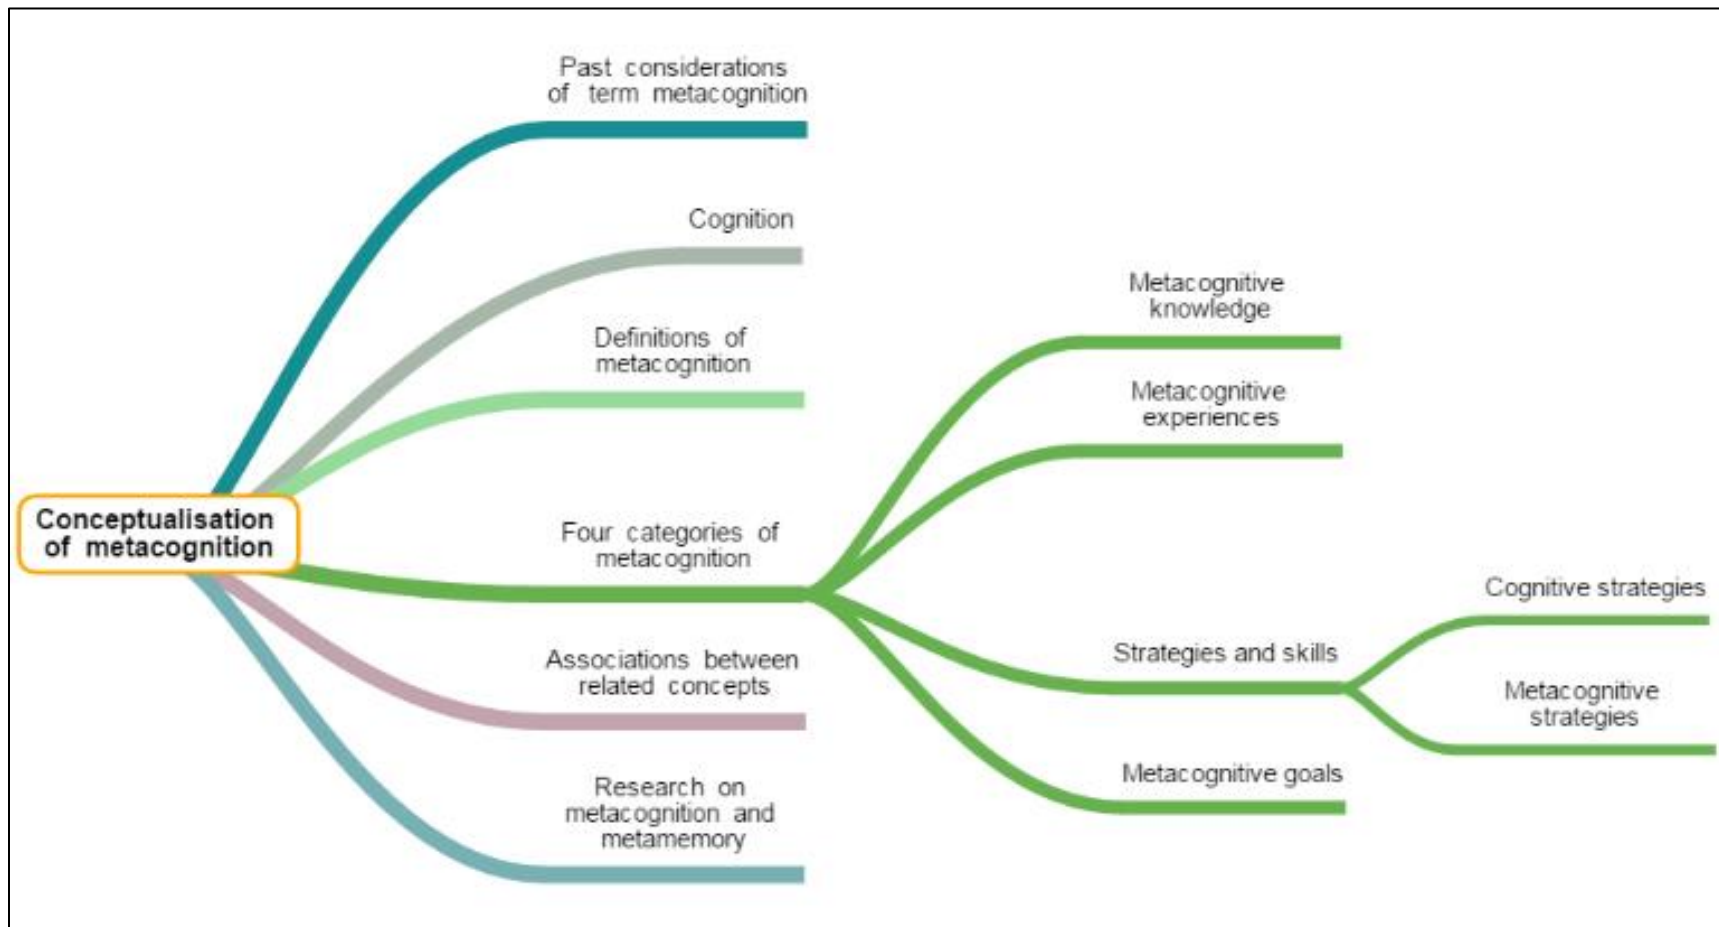 Past considerations
of term metacognition
Cognition
Definitions of
metacognition
Conceptualisation
of metacognition
Four categories of
metacognition
Associations between
related concepts
Research on
metacognition and
metamemory
Metacognitive
knowledge
Metacognitive
experiences
Strategies and skills
Metacognitive goals
Cognitive strategies
Metacognitive
strategies